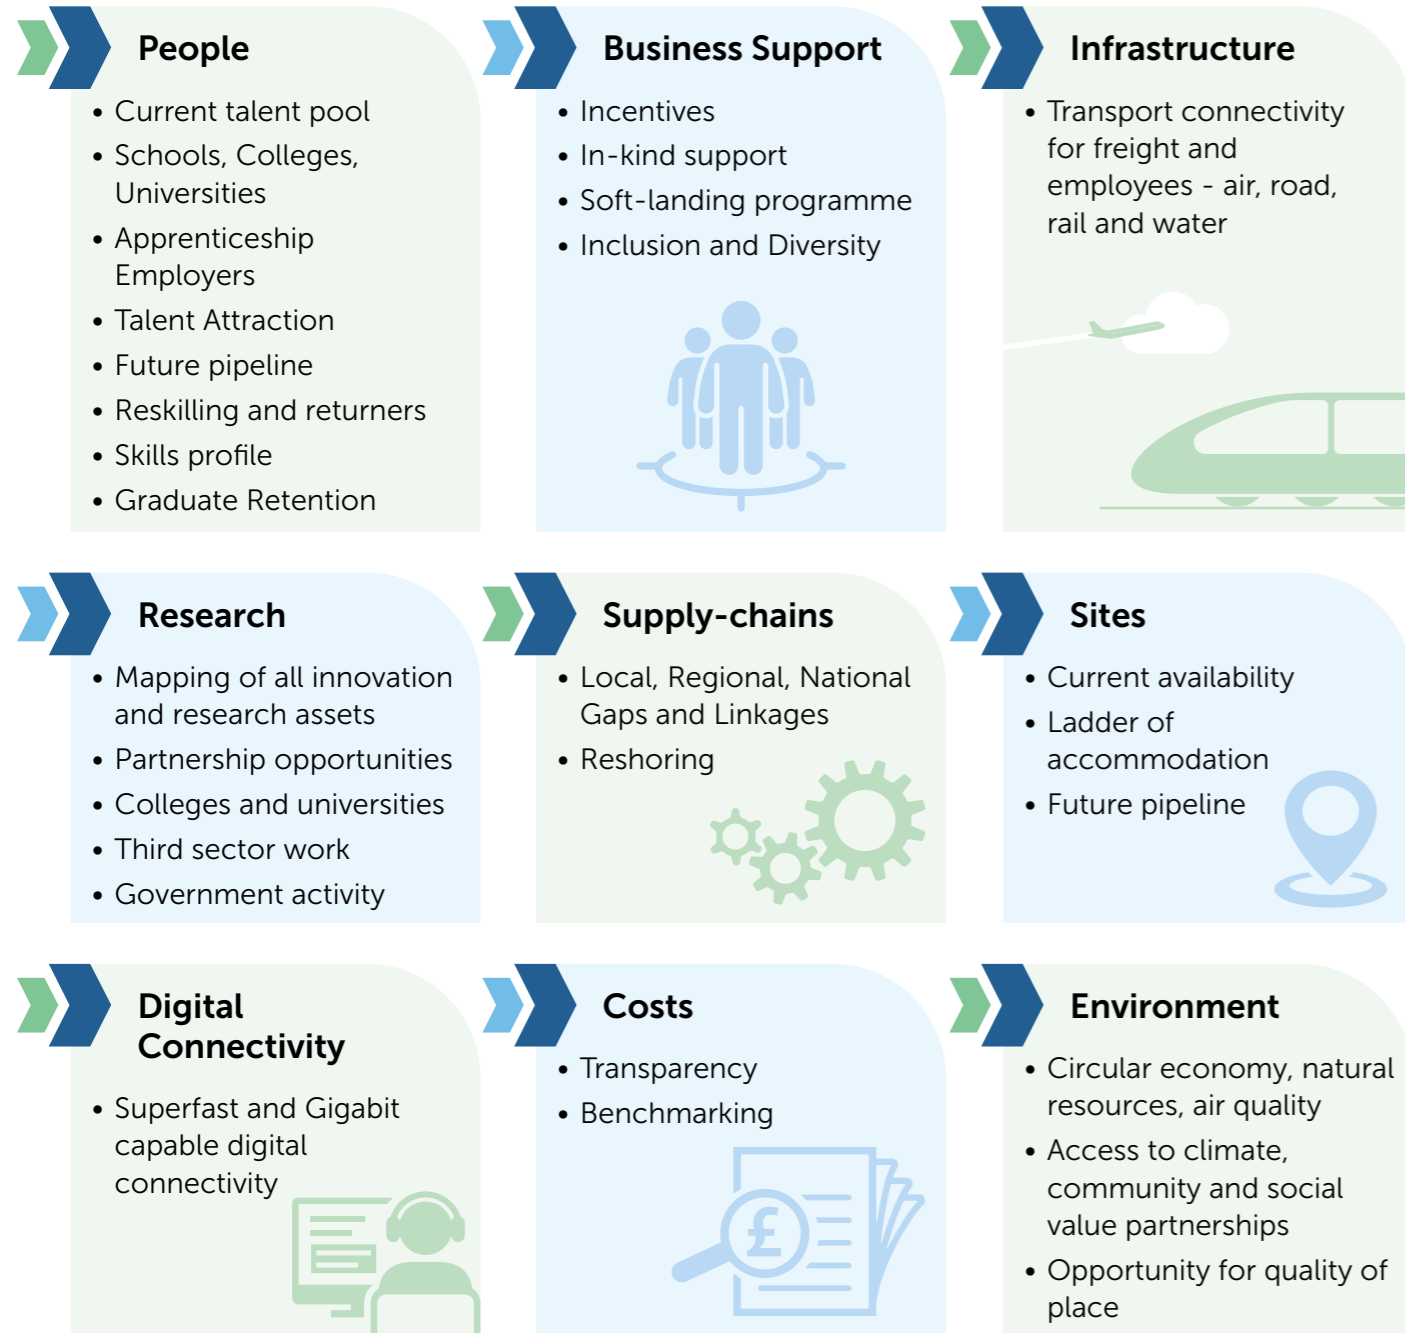 People
• Current talent pool
• Schools, Colleges,
Universities
• Apprenticeship
Employers
• Talent Attraction
• Future pipeline
• Reskilling and returners
• Skills profile
• Graduate Retention
Business Support
• Incentives
• In-kind support
• Soft-landing programme
• Inclusion and Diversity
Infrastructure
• Transport connectivity
for freight and
employees - air, road,
rail and water
Research
• Mapping of all innovation
and research assets
• Partnership opportunities
• Colleges and universities
• Third sector work
• Government activity
Supply-chains
• Local, Regional, National
Gaps and Linkages
• Reshoring
Sites
• Current availability
• Ladder of
accommodation
• Future pipeline
Digital
Connectivity
• Superfast and Gigabit
capable digital
connectivity
Costs
• Transparency
• Benchmarking
£
Environment
• Circular economy, natural
resources, air quality
• Access to climate,
community and social
value partnerships
• Opportunity for quality of
place